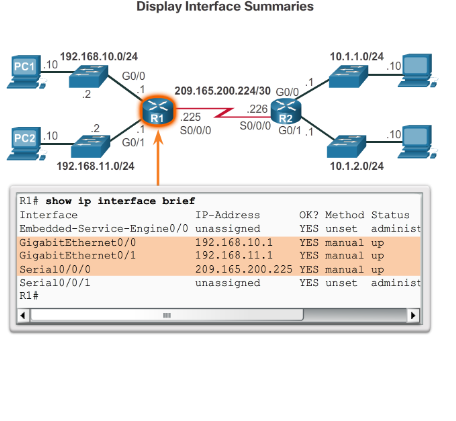 Display Interface Summaries
192.168.10.0/24
10.1.1.0/24
PC1
.10
.10
G0/0
.2
.1
209.165.200.224/30
G0/0
.1
.225
.226
R1
R2
S0/0/0
S0/0/0
PC2
.10
.2
.1
G0/1
G0/1
.1
.10
192.168.11.0/24
10.1.2.0/24
R1# show ip interface brief
Interface IP-Address OK? Method Status
Embedded-Service-Engine0/0 unassigned YES unset administ
GigabitEthernet0/0 192.168.10.1 YES manual up
GigabitEthernet0/1 192.168.11.1 YES manual up
Serial0/0/0 209.165.200.225 YES manual up
Serial0/0/1 unassigned YES unset administ
R1#